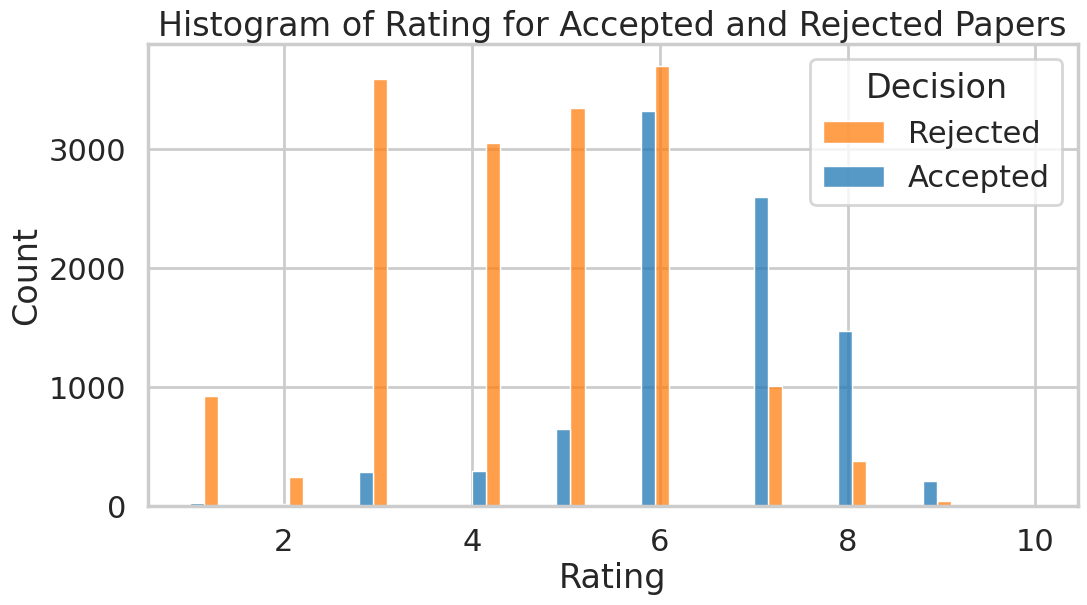 Histogram of Rating for Accepted and Rejected Papers
Decision
Rejected
Accepted
Count
3000
2000
1000
0
2 4 6 8 10
Rating